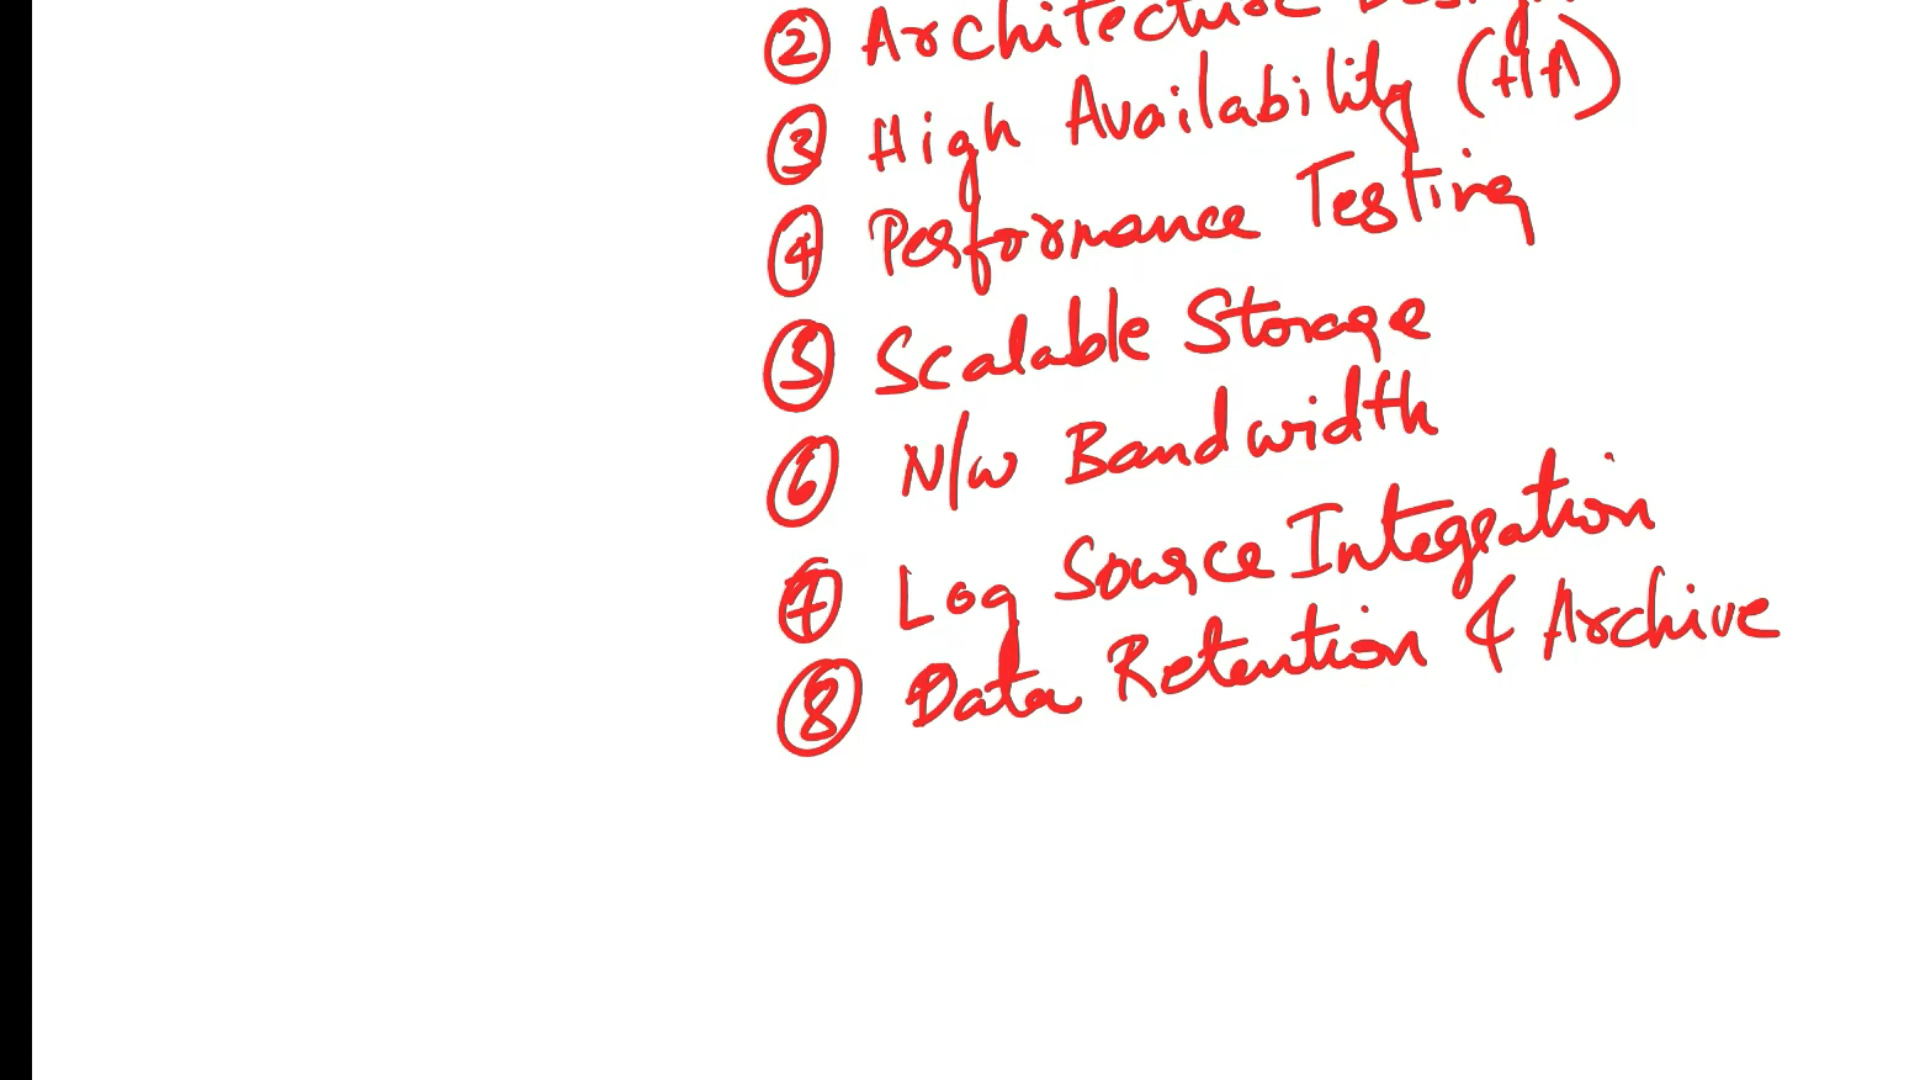 ② Architecture Design
③ High Availability (HA)
④ Performance Testing
⑤ Scalable Storage
⑥ N/w Bandwidth
⑦ Log Source Integration
⑧ Data Retention & Archive